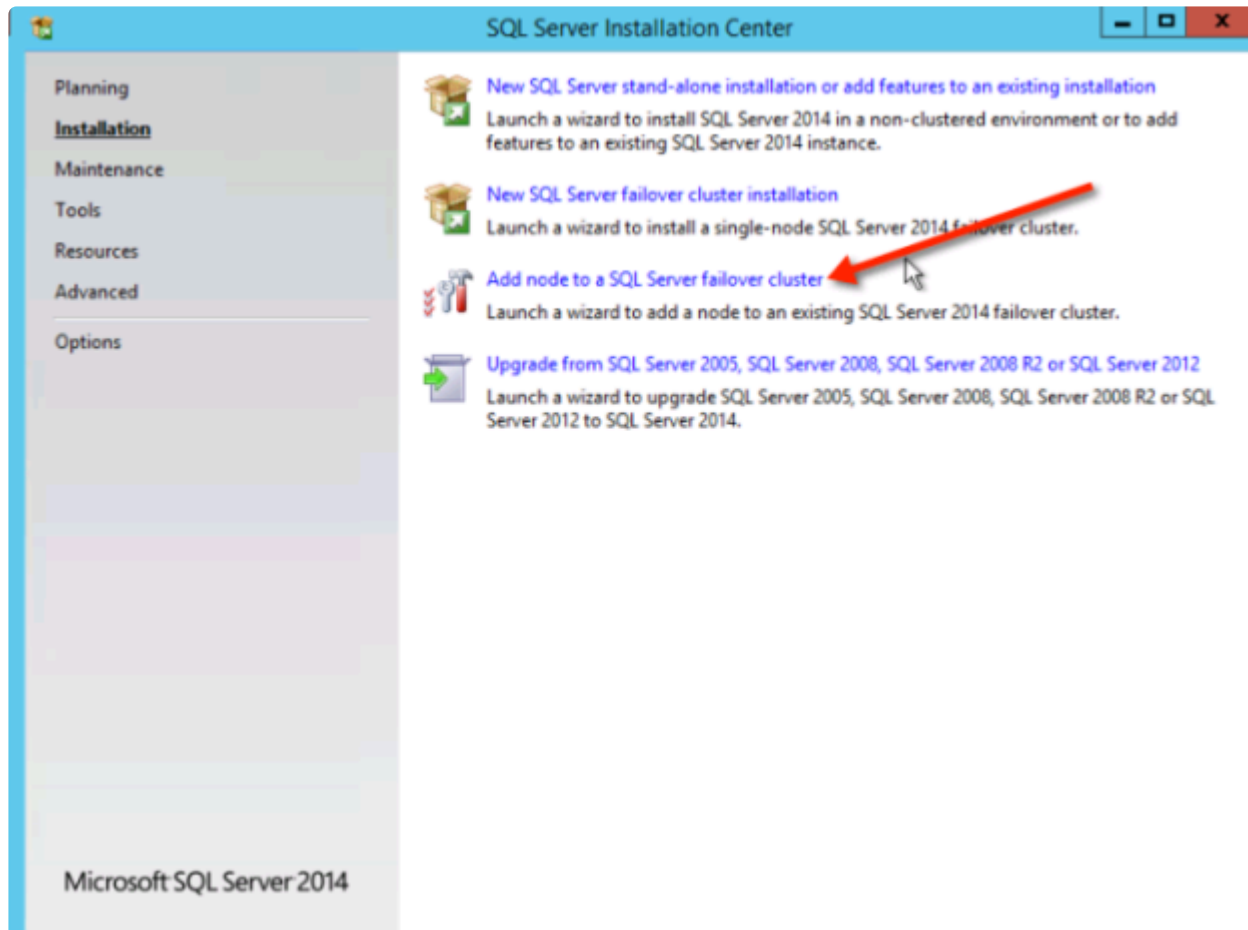 SQL Server Installation Center
Planning
Installation
Maintenance
Tools
Resources
Advanced
Options
New SQL Server stand-alone installation or add features to an existing installation
Launch a wizard to install SQL Server 2014 in a non-clustered environment or to add
features to an existing SQL Server 2014 instance.
New SQL Server failover cluster installation
Launch a wizard to install a single-node SQL Server 2014 failover cluster.
Add node to a SQL Server failover cluster
Launch a wizard to add a node to an existing SQL Server 2014 failover cluster.
Upgrade from SQL Server 2005, SQL Server 2008, SQL Server 2008 R2 or SQL Server 2012
Launch a wizard to upgrade SQL Server 2005, SQL Server 2008, SQL Server 2008 R2 or SQL
Server 2012 to SQL Server 2014.
Microsoft SQL Server 2014